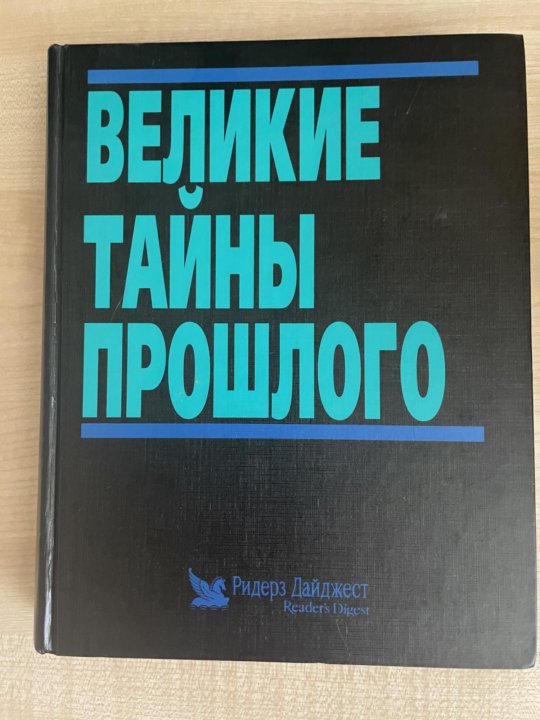 ВЕЛИКИЕ
ТАЙНЫ
ПРОШЛОГО
Ридерз Дайджест
Reader's Digest